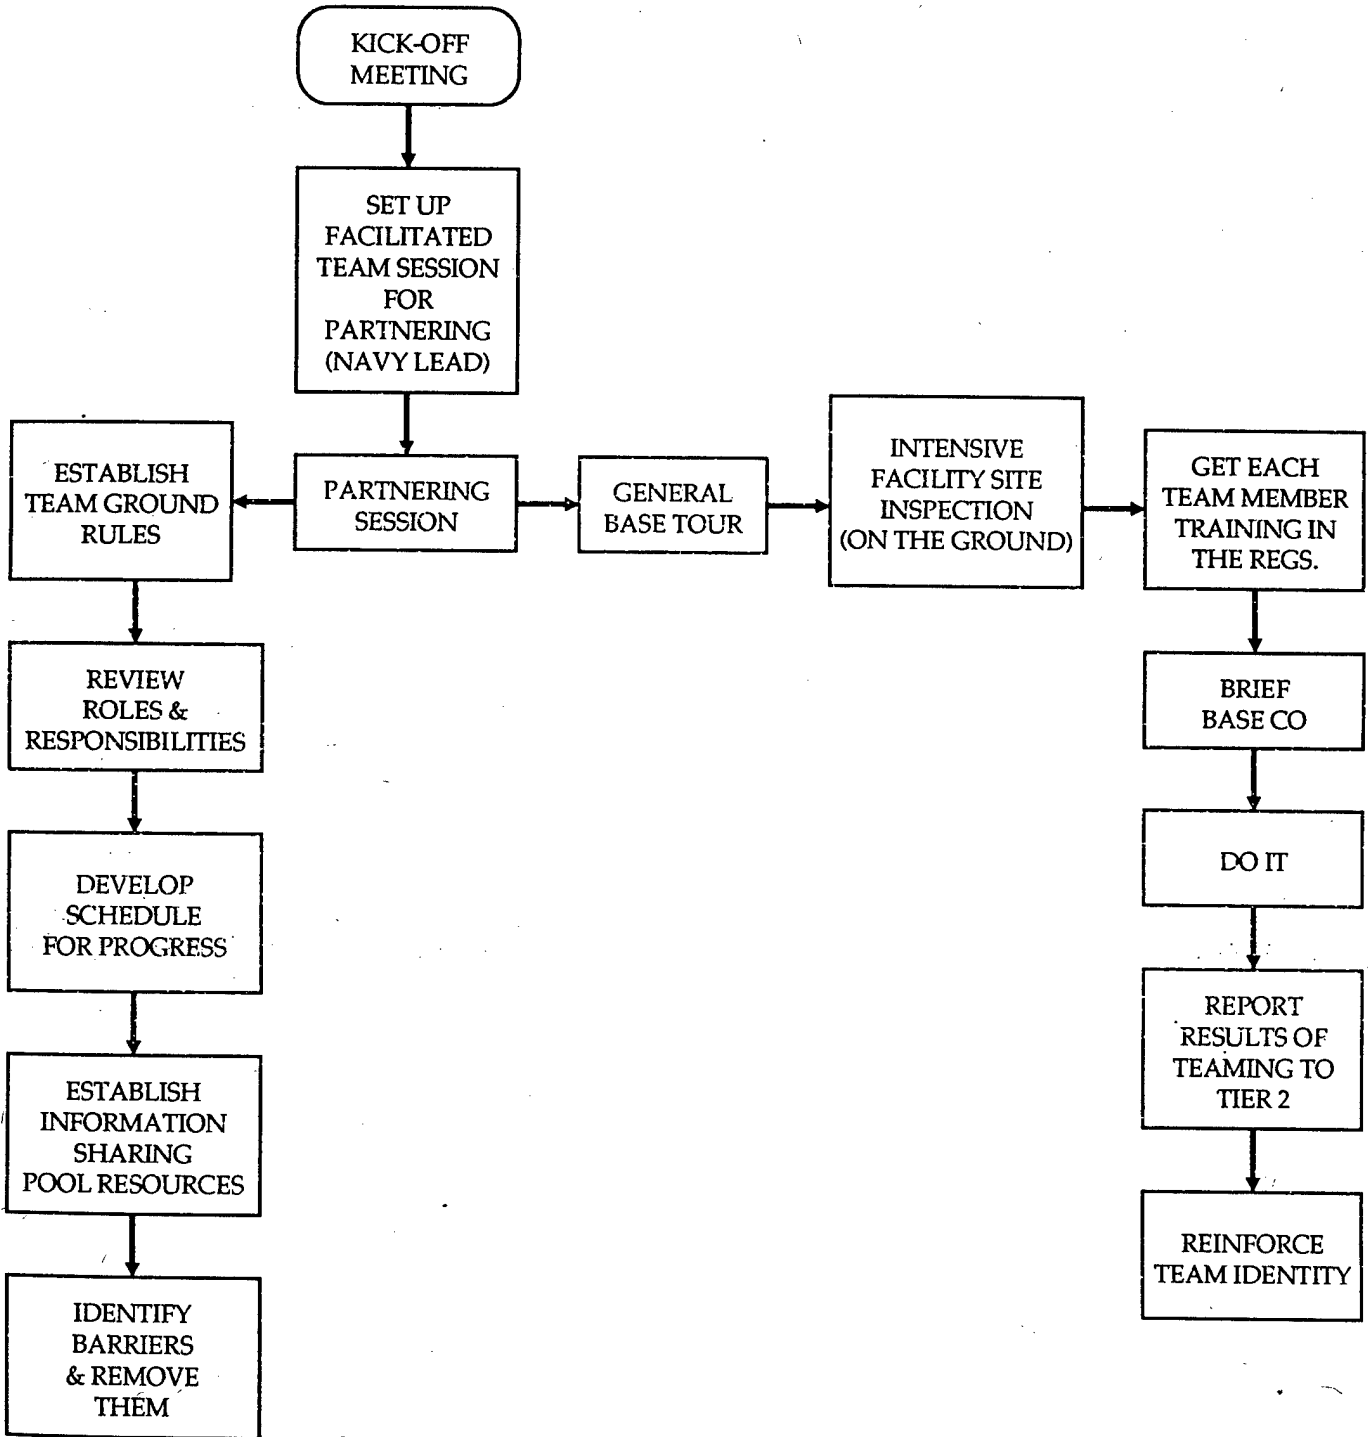 KICK-OFF
MEETING
SET UP
FACILITATED
TEAM SESSION
FOR
PARTNERING
(NAVY LEAD)
ESTABLISH
TEAM GROUND
RULES
PARTNERING
SESSION
GENERAL
BASE TOUR
INTENSIVE
FACILITY SITE
INSPECTION
(ON THE GROUND)
GET EACH
TEAM MEMBER
TRAINING IN
THE REGS.
REVIEW
ROLES &
RESPONSIBILITIES
DEVELOP
SCHEDULE
FOR PROGRESS
ESTABLISH
INFORMATION
SHARING
POOL RESOURCES
IDENTIFY
BARRIERS
& REMOVE
THEM
BRIEF
BASE CO
DO IT
REPORT
RESULTS OF
TEAMING TO
TIER 2
REINFORCE
TEAM IDENTITY